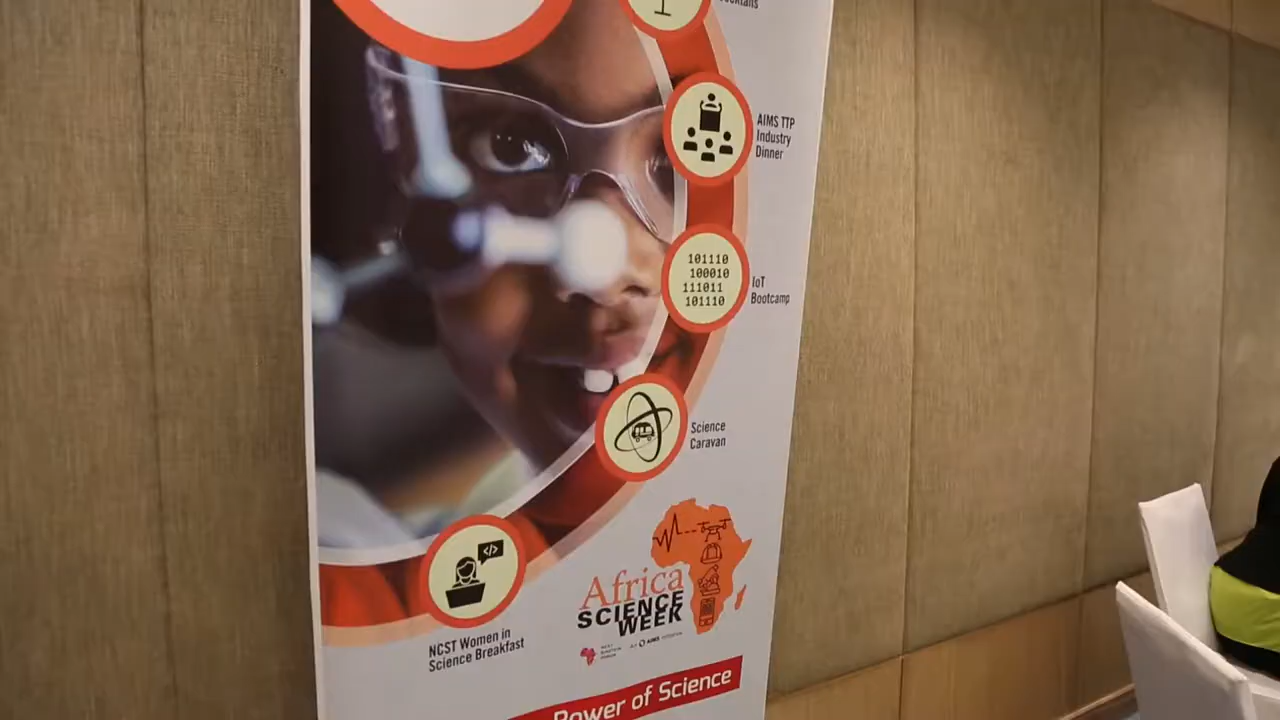 AIMS TTP
Industry
Dinner
101110
100010
111011
101110
IoT
Bootcamp
Science
Caravan
</>
NCST Women in
Science Breakfast
Africa
SCIENCE
WEEK
Power of Science